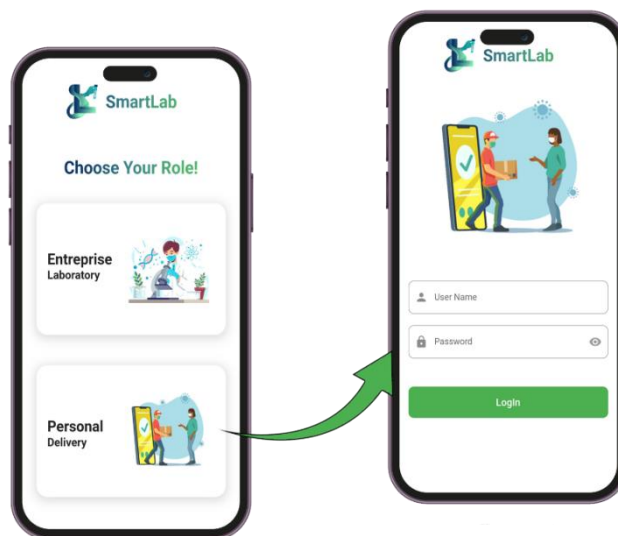 SmartLab
Choose Your Role!
Entreprise
Laboratory
Personal
Delivery
SmartLab
User Name
Password
LogIn